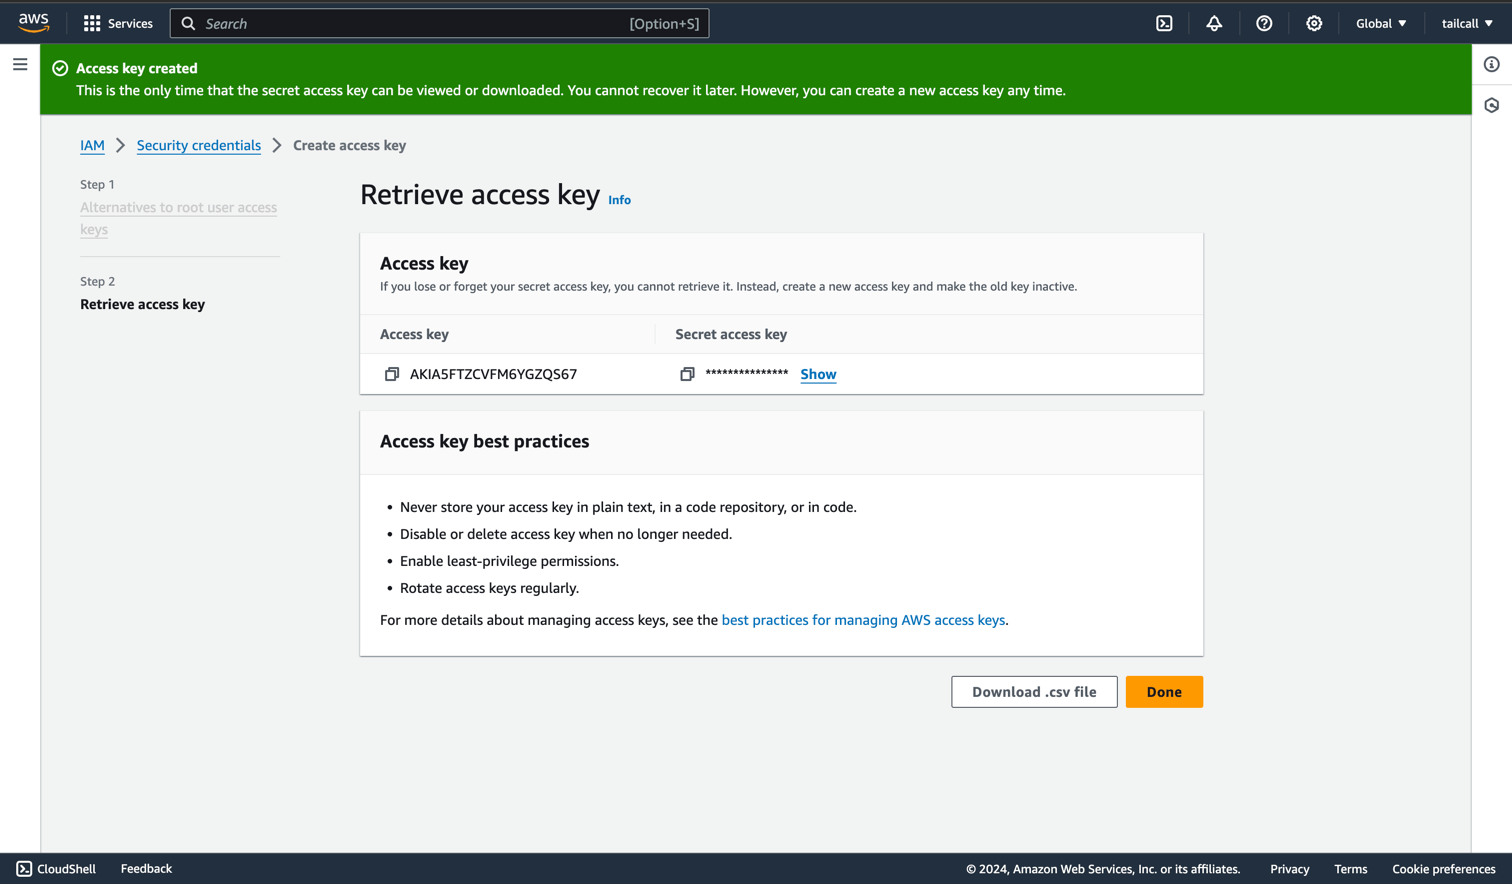 aws
Services
Search
[Option+S]
Global
tailcall
Access key created
This is the only time that the secret access key can be viewed or downloaded. You cannot recover it later. However, you can create a new access key any time.
IAM
Security credentials
Create access key
Step 1
Alternatives to root user access
keys
Step 2
Retrieve access key
Retrieve access key Info
Access key
If you lose or forget your secret access key, you cannot retrieve it. Instead, create a new access key and make the old key inactive.
Access key
Secret access key
AKIA5FTZCVFM6YGZQS67
***************
Show
Access key best practices
• Never store your access key in plain text, in a code repository, or in code.
• Disable or delete access key when no longer needed.
• Enable least-privilege permissions.
• Rotate access keys regularly.
For more details about managing access keys, see the best practices for managing AWS access keys.
Download .csv file
Done
CloudShell
Feedback
© 2024, Amazon Web Services, Inc. or its affiliates.
Privacy
Terms
Cookie preferences